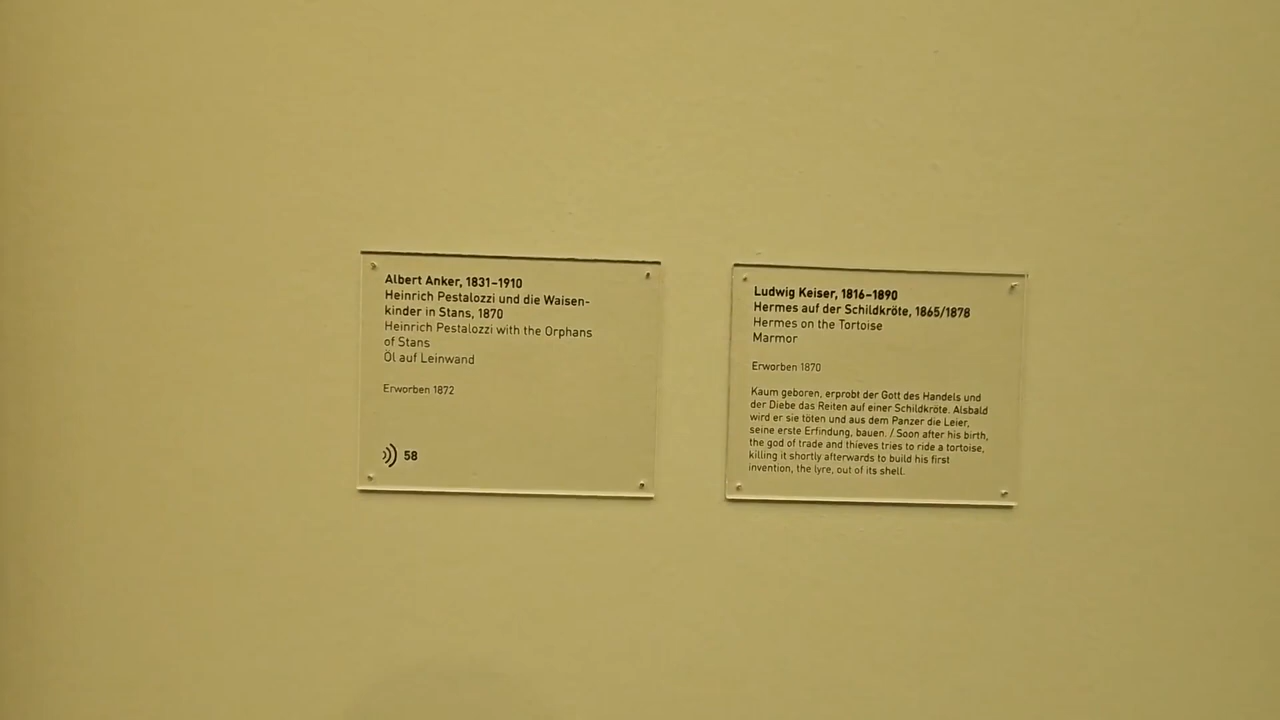 Albert Anker, 1831–1910
Heinrich Pestalozzi und die Waisen-
kinder in Stans, 1870
Heinrich Pestalozzi with the Orphans
of Stans
Öl auf Leinwand
Erworben 1872
58
Ludwig Keiser, 1816–1890
Hermes auf der Schildkröte, 1865/1878
Hermes on the Tortoise
Marmor
Erworben 1870
Kaum geboren, erprobt der Gott des Handels und
der Diebe das Reiten auf einer Schildkröte. Alsbald
wird er sie töten und aus dem Panzer die Leier,
seine erste Erfindung, bauen. / Soon after his birth,
the god of trade and thieves tries to ride a tortoise,
killing it shortly afterwards to build his first
invention, the lyre, out of its shell.